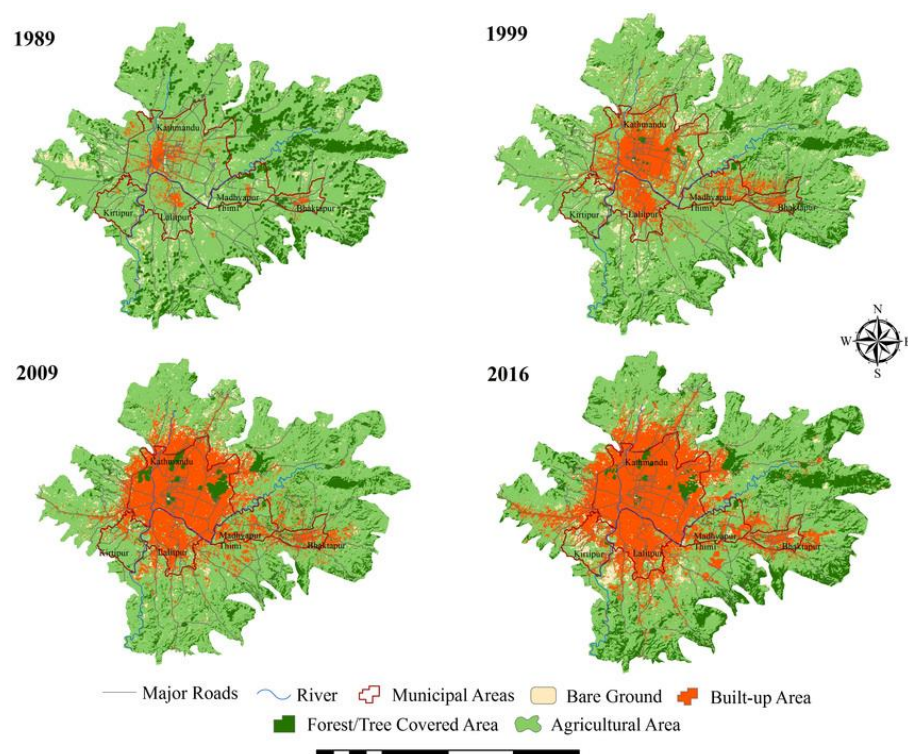 1989
Kathmandu
Kirtipur
Lalitpur
Madhyapur
Thimi
Bhaktapur
1999
Kathmandu
Kirtipur
Lalitpur
Madhyapur
Thimi
Bhaktapur
N
W
E
S
2009
Kathmandu
Kirtipur
Lalitpur
Madhyapur
Thimi
Bhaktapur
2016
Kathmandu
Kirtipur
Lalitpur
Madhyapur
Thimi
Bhaktapur
Major Roads River Municipal Areas Bare Ground Built-up Area
Forest/Tree Covered Area Agricultural Area